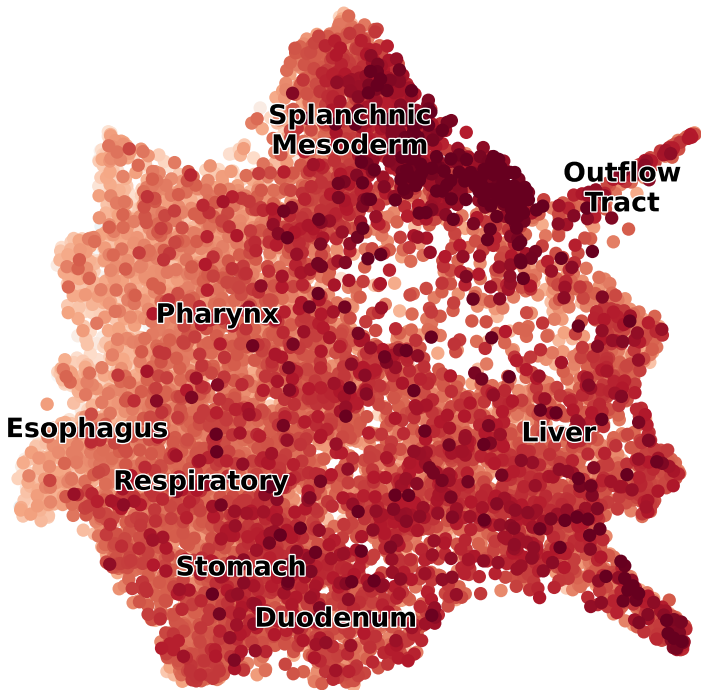 Splanchnic
Mesoderm
Outflow
Tract
Pharynx
Esophagus
Liver
Respiratory
Stomach
Duodenum